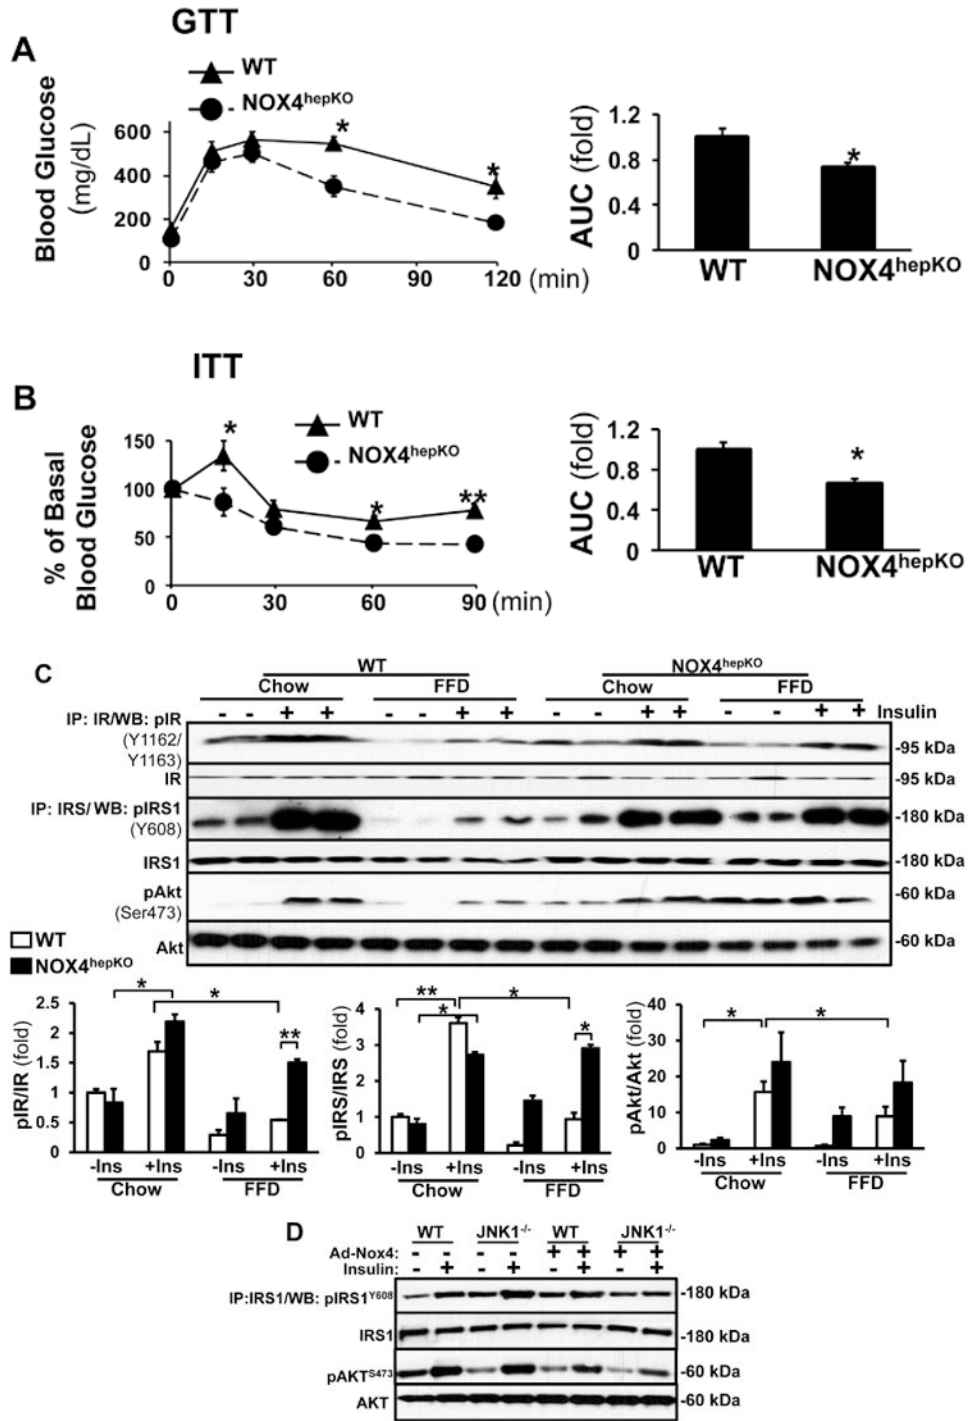 GTT
A
WT
NOX4hepKO
Blood Glucose
(mg/dL)
600
400
200
0
0 30 60 90 120 (min)
*
*
AUC (fold)
1.2
0.8
0.4
0
*
WT NOX4hepKO
ITT
B
WT
NOX4hepKO
% of Basal
Blood Glucose
150
100
50
0
0 30 60 90 (min)
*
*
**
AUC (fold)
1.2
0.8
0.4
0
*
WT NOX4hepKO
C
WT NOX4hepKO
Chow FFD Chow FFD
- - + + - - + + - - + + - - + + Insulin
IP: IR/WB: pIR
(Y1162/
Y1163)
-95 kDa
IR -95 kDa
IP: IRS/ WB: pIRS1
(Y608)
-180 kDa
IRS1 -180 kDa
pAkt
(Ser473)
-60 kDa
Akt -60 kDa
WT
NOX4hepKO
pIR/IR (fold)
2.5
2
1.5
1
0.5
0
* * **
-Ins +Ins -Ins +Ins
Chow FFD
pIRS/IRS (fold)
4
3
2
1
0
** * * *
-Ins +Ins -Ins +Ins
Chow FFD
pAkt/Akt (fold)
40
30
20
10
0
* *
-Ins +Ins -Ins +Ins
Chow FFD
D
WT JNK1-/- WT JNK1-/-
Ad-Nox4: - - - - + + + +
Insulin: - + - + - + - +
IP:IRS1/WB: pIRS1Y608 -180 kDa
IRS1 -180 kDa
pAKTS473 -60 kDa
AKT -60 kDa